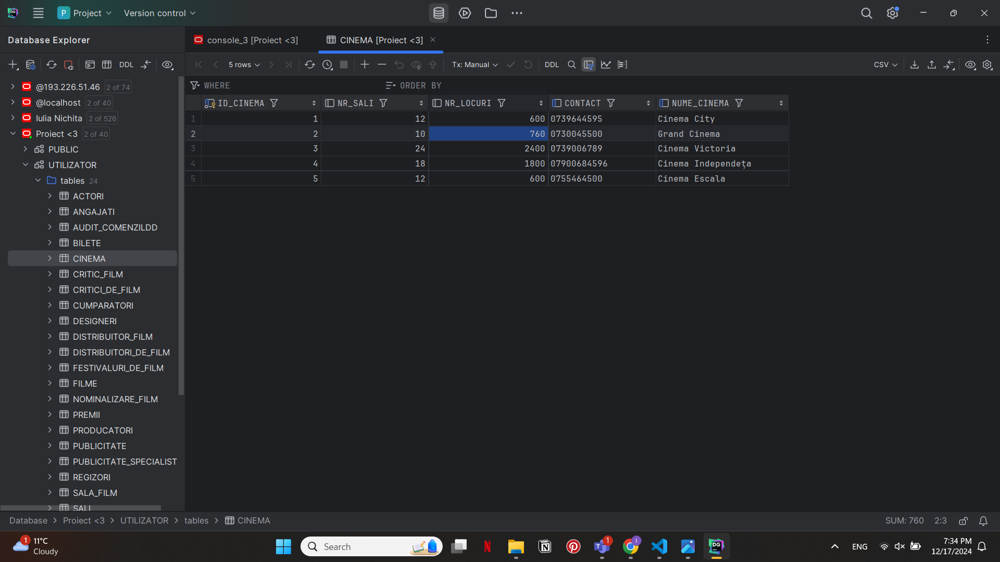 DG
P Project Version control
Database Explorer
console_3 [Proiect <3] CINEMA [Proiect <3]
DDL 5 rows Tx: Manual DDL CSV
WHERE ORDER BY
@193.226.51.46 2 of 74
@localhost 2 of 40
Iulia Nichita 2 of 526
Proiect <3 2 of 40
PUBLIC
UTILIZATOR
tables 24
ACTORI
ANGAJATI
AUDIT_COMENZILDD
BILETE
CINEMA
CRITIC_FILM
CRITICI_DE_FILM
CUMPARATORI
DESIGNERI
DISTRIBUITOR_FILM
DISTRIBUITORI_DE_FILM
FESTIVALURI_DE_FILM
FILME
NOMINALIZARE_FILM
PREMII
PRODUCATORI
PUBLICITATE
PUBLICITATE_SPECIALIST
REGIZORI
SALA_FILM
SALI
ID_CINEMA NR_SALI NR_LOCURI CONTACT NUME_CINEMA
1 1 12 600 0739644595 Cinema City
2 2 10 760 0730045500 Grand Cinema
3 3 24 2400 0739006789 Cinema Victoria
4 4 18 1800 07900684596 Cinema Independeța
5 5 12 600 0755464500 Cinema Escala
Database Proiect <3 UTILIZATOR tables CINEMA SUM: 760 2:3
1 11°C
Cloudy
Search
N
N
T 1
I
DG
ENG
7:34 PM
12/17/2024